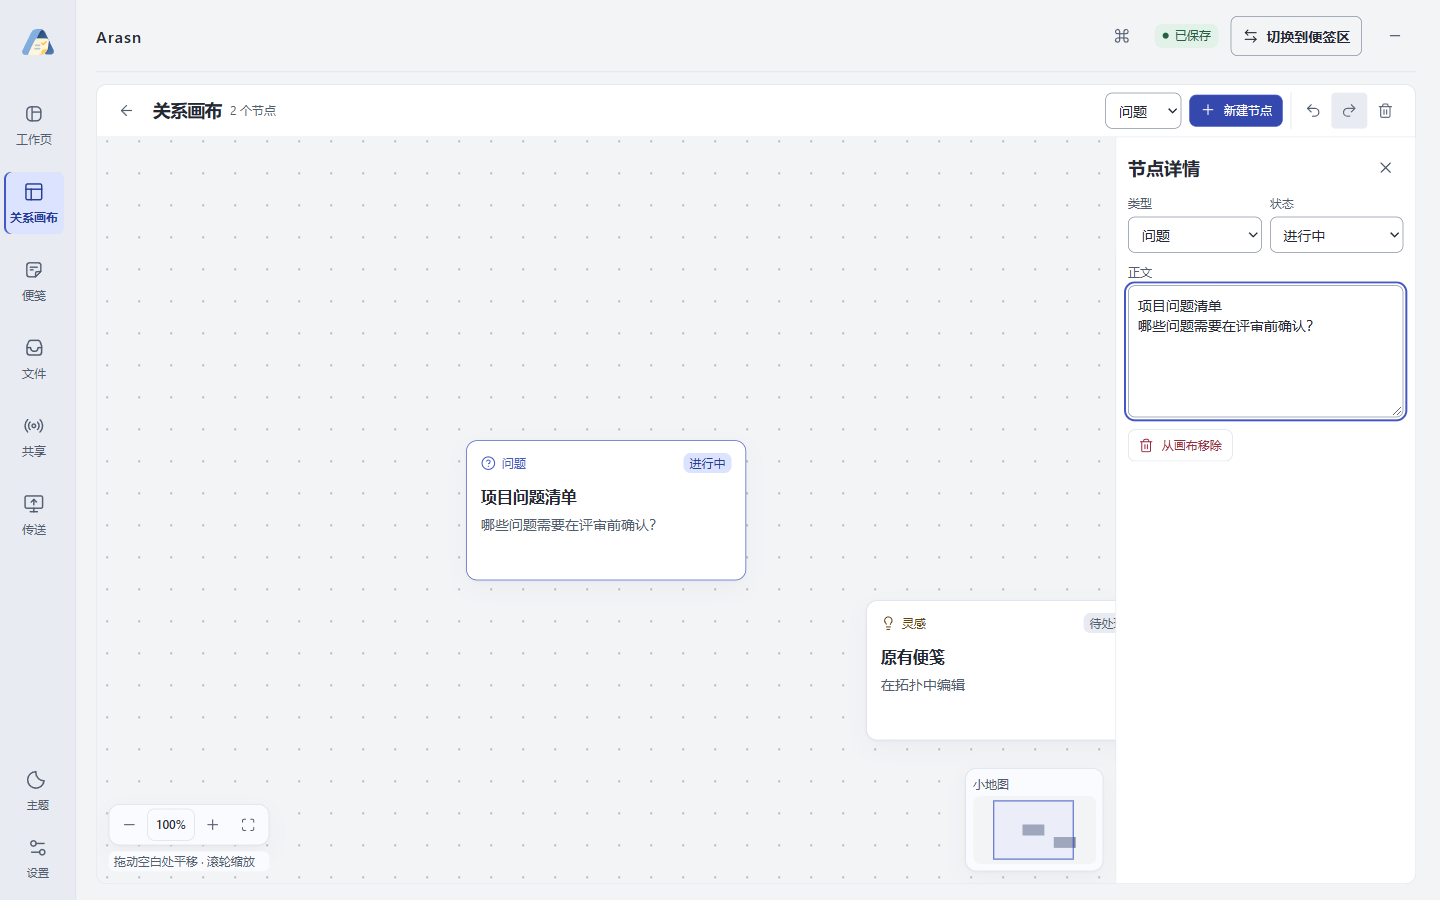 Arasn
已保存
切换到便签区
工作页
关系画布
便笺
文件
共享
传送
主题
设置
关系画布
2 个节点
问题
新建节点
问题
进行中
项目问题清单
哪些问题需要在评审前确认？
灵感
待处
原有便笺
在拓扑中编辑
100%
拖动空白处平移 · 滚轮缩放
小地图
节点详情
类型
状态
问题
进行中
正文
项目问题清单
哪些问题需要在评审前确认？
从画布移除